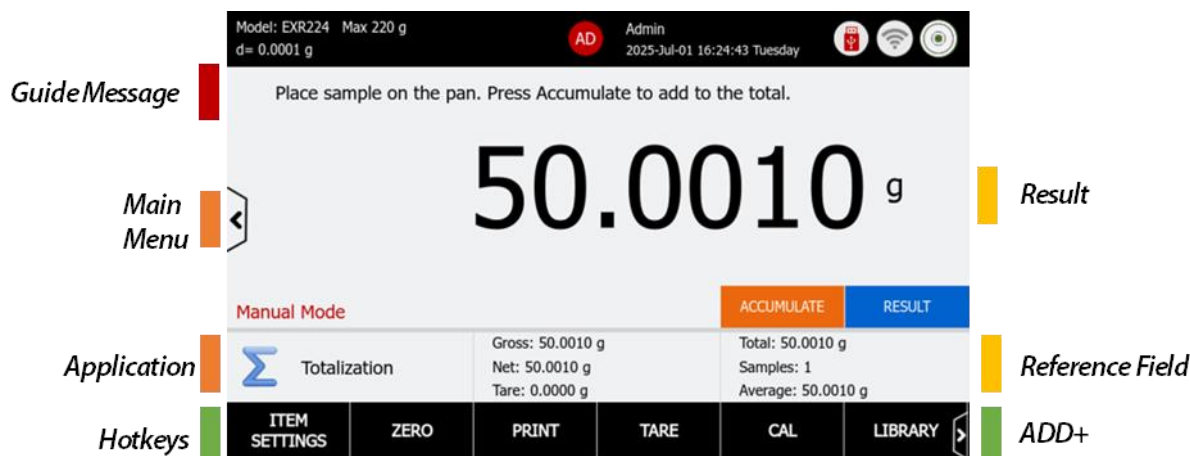 Model: EXR224 Max 220 g
d= 0.0001 g
AD
Admin
2025-Jul-01 16:24:43 Tuesday
Guide Message
Place sample on the pan. Press Accumulate to add to the total.
50.0010 g
Main
Menu
Result
Manual Mode
ACCUMULATE
RESULT
Application
Totalization
Gross: 50.0010 g
Net: 50.0010 g
Tare: 0.0000 g
Total: 50.0010 g
Samples: 1
Average: 50.0010 g
Reference Field
Hotkeys
ITEM
SETTINGS
ZERO
PRINT
TARE
CAL
LIBRARY
ADD+